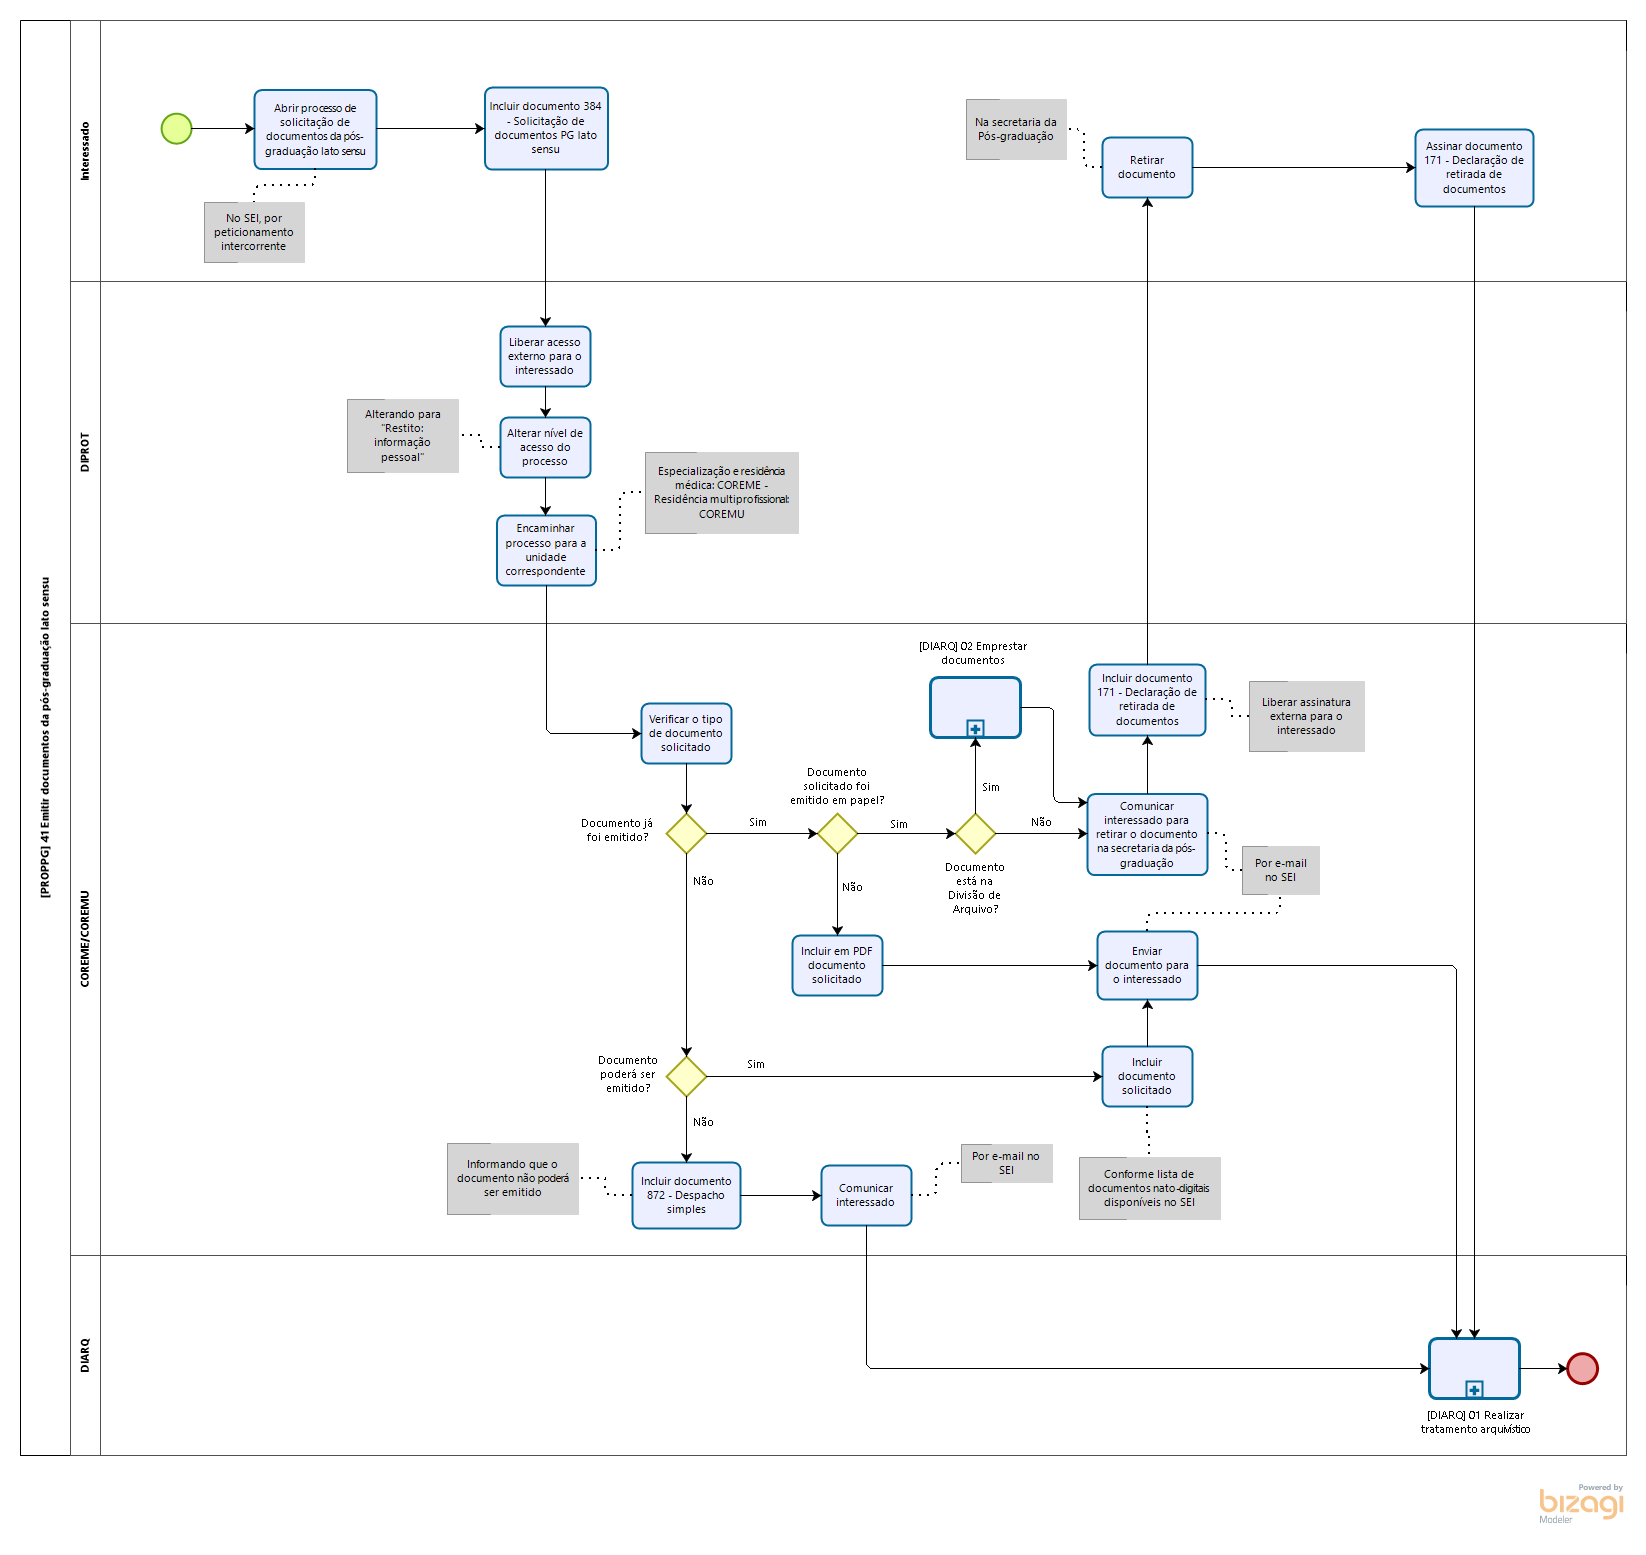 [PROPPG] 41 Emitir documentos da pós-graduação lato sensu
Interessado
Abrir processo de
solicitação de
documentos da pós-
graduação lato sensu
Incluir documento 384
- Solicitação de
documentos PG lato
sensu
No SEI, por
peticionamento
intercorrente
Na secretaria da
Pós-graduação
Retirar
documento
Assinar documento
171 - Declaração de
retirada de
documentos
DIPROT
Liberar acesso
externo para o
interessado
Alterando para
"Restito:
informação
pessoal"
Alterar nível de
acesso do
processo
Especialização e residência
médica: COREME -
Residência multiprofissional:
COREMU
Encaminhar
processo para a
unidade
correspondente
COREME/COREMU
[DIARQ] 02 Emprestar
documentos
Verificar o tipo
de documento
solicitado
Incluir documento
171 - Declaração de
retirada de
documentos
Liberar assinatura
externa para o
interessado
Documento já
foi emitido?
Sim
Documento
solicitado foi
emitido em papel?
Sim
Sim
Documento
está na
Divisão de
Arquivo?
Não
Comunicar
interessado para
retirar o documento
na secretaria da pós-
graduação
Por e-mail
no SEI
Não
Não
Incluir em PDF
documento
solicitado
Enviar
documento para
o interessado
Documento
poderá ser
emitido?
Sim
Incluir
documento
solicitado
Não
Informando que o
documento não poderá
ser emitido
Incluir documento
872 - Despacho
simples
Comunicar
interessado
Por e-mail no
SEI
Conforme lista de
documentos nato-digitais
disponíveis no SEI
DIARQ
[DIARQ] 01 Realizar
tratamento arquivístico
Powered by
bizagi
Modeler